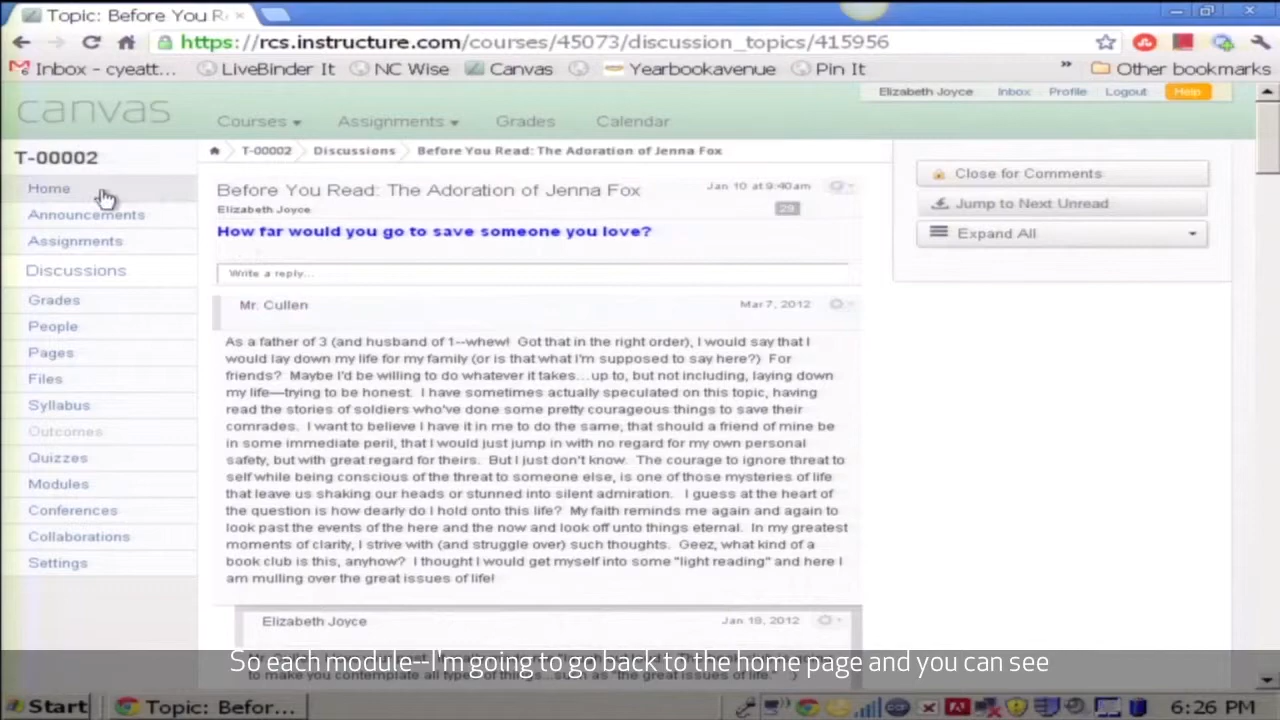 Topic: Before You R
https://rcs.instructure.com/courses/45073/discussion_topics/415956
Inbox - cyeatt... LiveBinder It NC Wise Canvas Yearbookavenue Pin It » Other bookmarks
Elizabeth Joyce Inbox Profile Logout Help
canvas
Courses Assignments Grades Calendar
T-00002
Home
Announcements
Assignments
Discussions
Grades
People
Pages
Files
Syllabus
Outcomes
Quizzes
Modules
Conferences
Collaborations
Settings
T-00002 Discussions Before You Read: The Adoration of Jenna Fox
Before You Read: The Adoration of Jenna Fox Jan 10 at 9:40am
Elizabeth Joyce 29
How far would you go to save someone you love?
Write a reply...
Mr. Cullen Mar 7, 2012
As a father of 3 (and husband of 1--whew! Got that in the right order), I would say that I
would lay down my life for my family (or is that what I'm supposed to say here?) For
friends? Maybe I'd be willing to do whatever it takes...up to, but not including, laying down
my life—trying to be honest. I have sometimes actually speculated on this topic, having
read the stories of soldiers who've done some pretty courageous things to save their
comrades. I want to believe I have it in me to do the same, that should a friend of mine be
in some immediate peril, that I would just jump in with no regard for my own personal
safety, but with great regard for theirs. But I just don't know. The courage to ignore threat to
self while being conscious of the threat to someone else, is one of those mysteries of life
that leave us shaking our heads or stunned into silent admiration. I guess at the heart of
the question is how dearly do I hold onto this life? My faith reminds me again and again to
look past the events of the here and the now and look off unto things eternal. In my greatest
moments of clarity, I strive with (and struggle over) such thoughts. Geez, what kind of a
book club is this, anyhow? I thought I would get myself into some "light reading" and here I
am mulling over the great issues of life!
Elizabeth Joyce Jan 19, 2012
to make you contemplate all types of things...such as "the great issues of life." :)
Close for Comments
Jump to Next Unread
Expand All
So each module--I'm going to go back to the home page and you can see
Start Topic: Befor... 6:26 PM